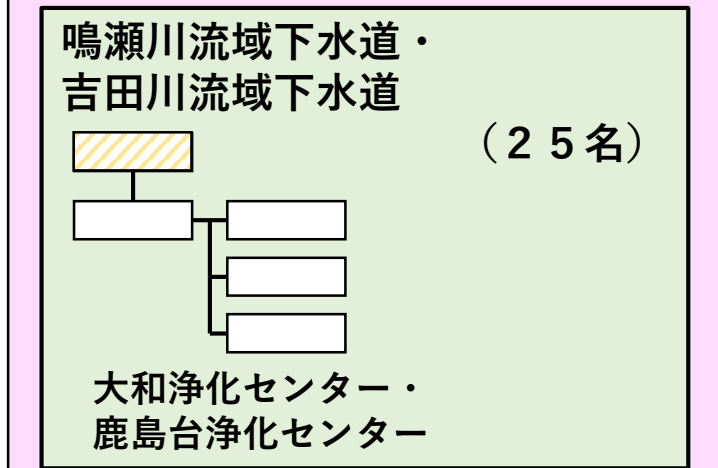 鳴瀬川流域下水道・
吉田川流域下水道
（２５名）
大和浄化センター・
鹿島台浄化センター